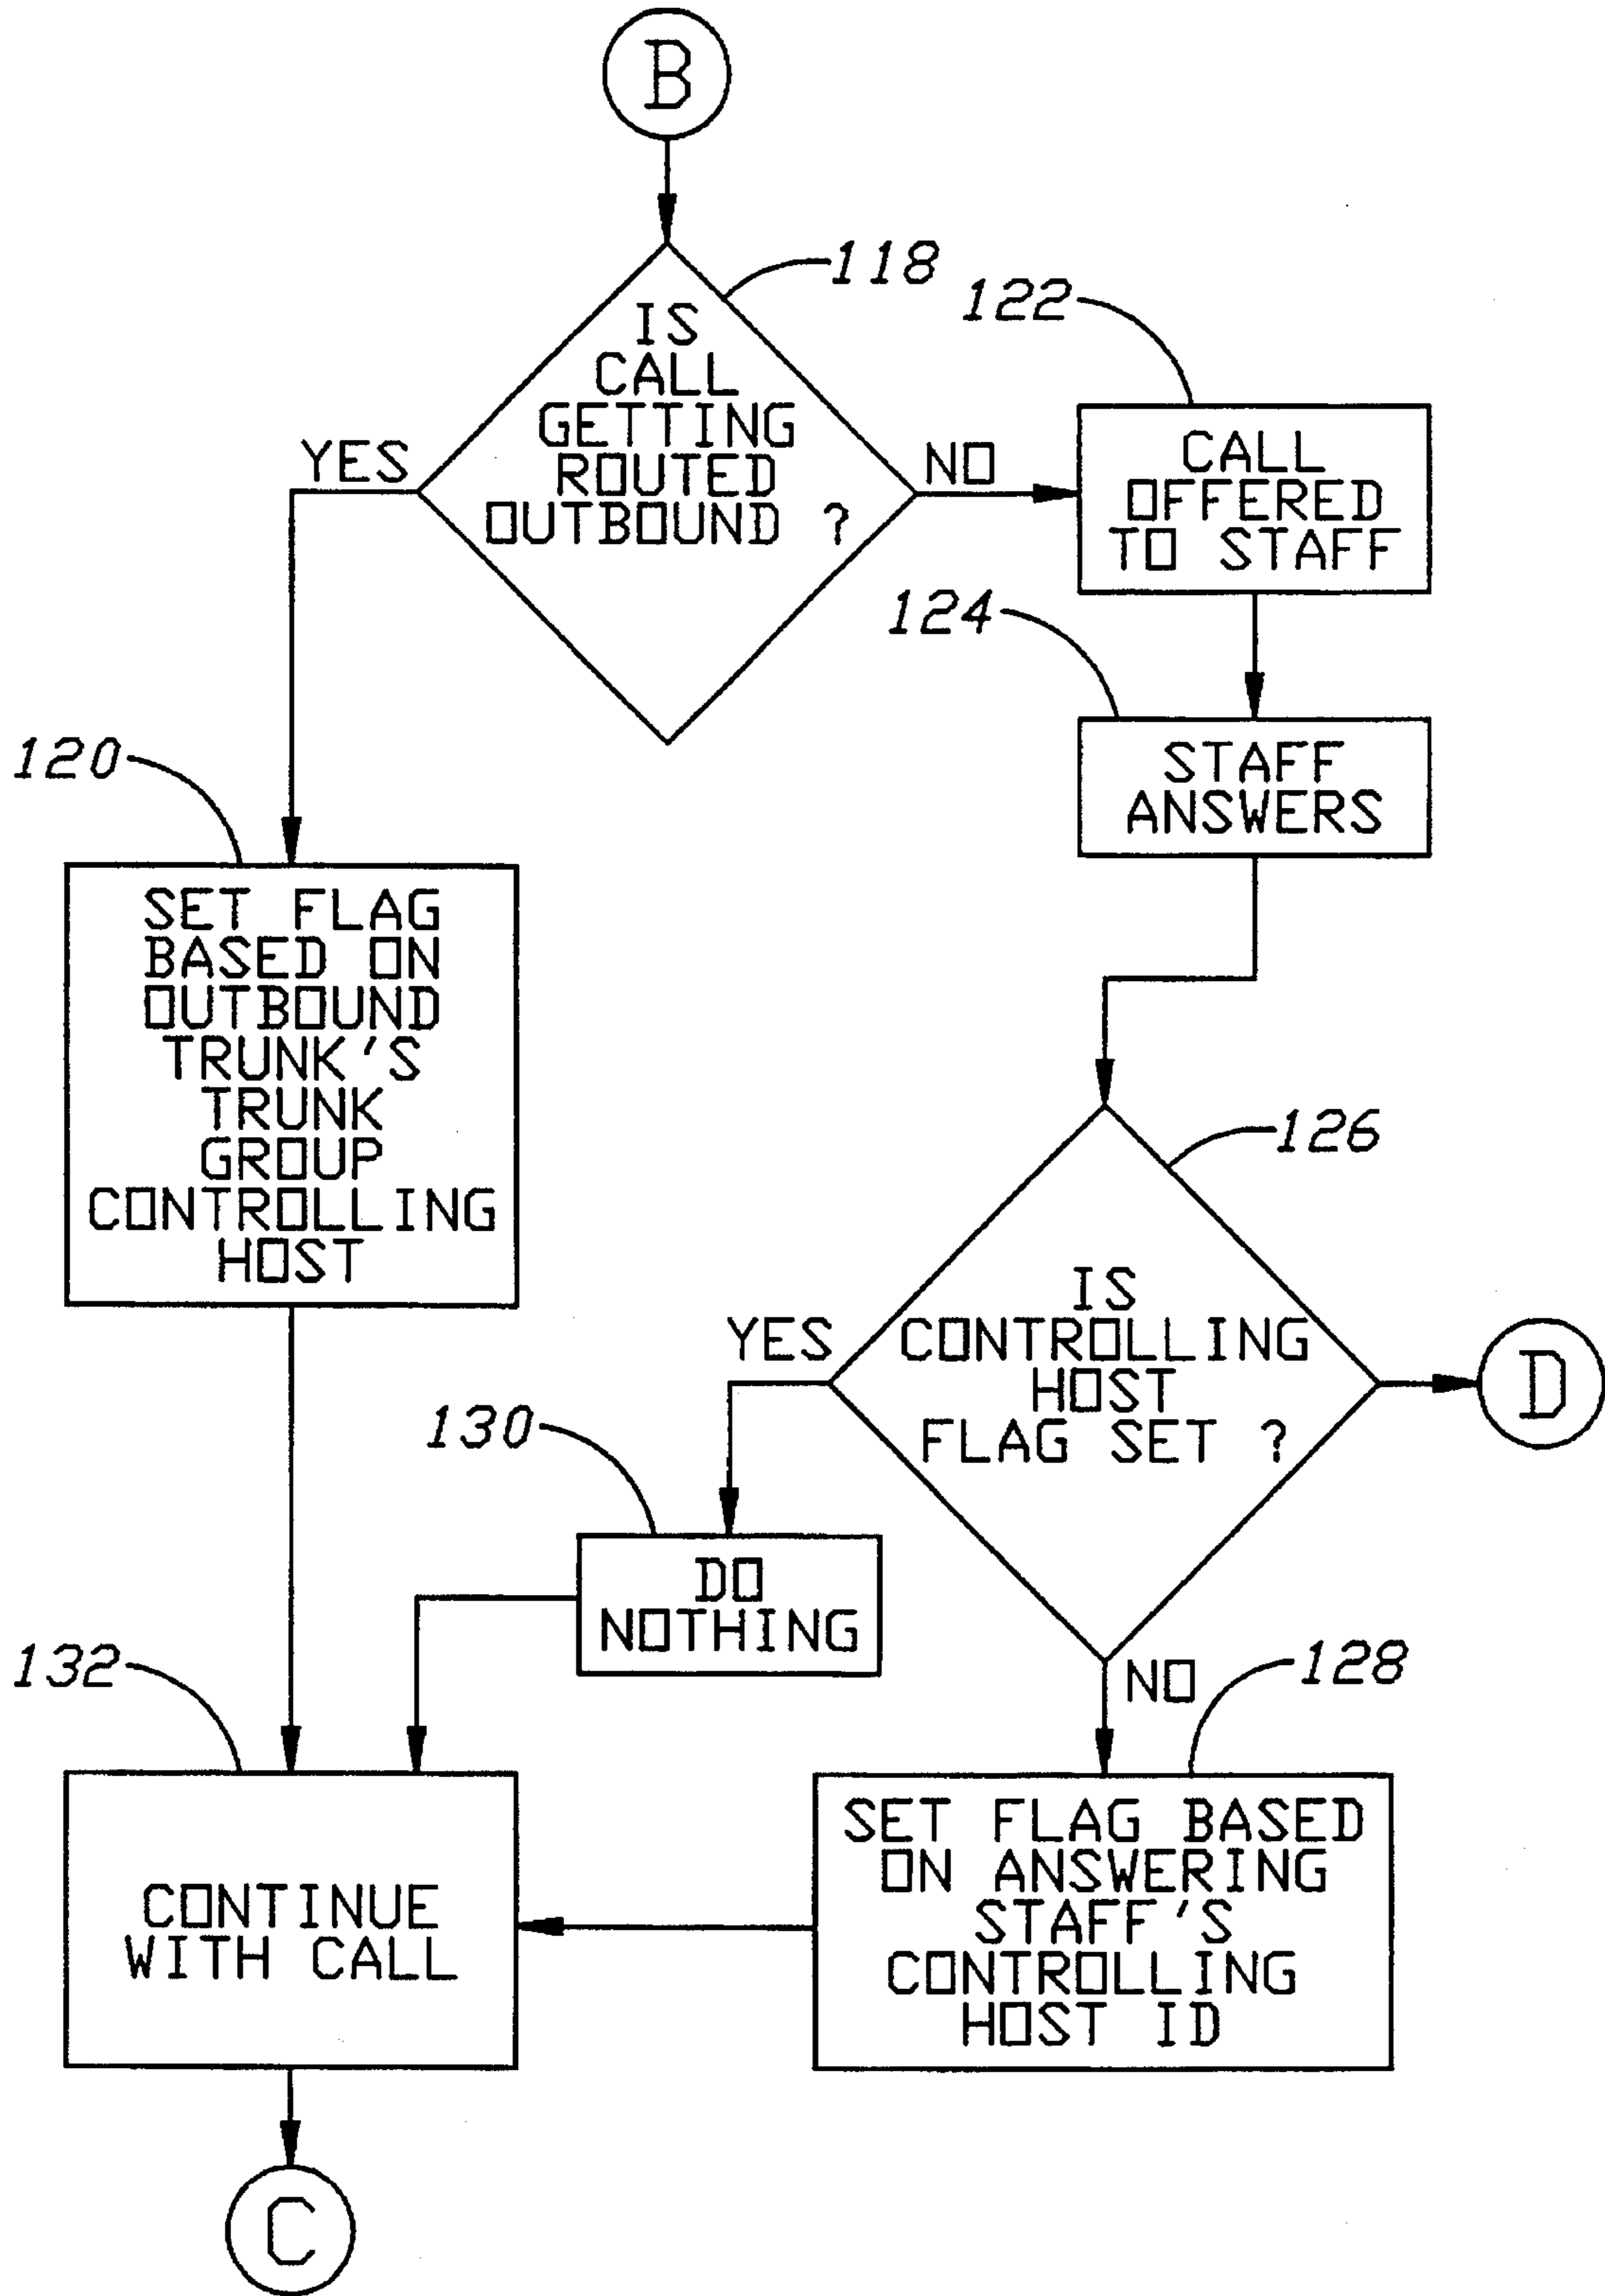 B
118
IS
CALL
GETTING
ROUTED
OUTBOUND ?
YES
NO
122
CALL
OFFERED
TO STAFF
124
STAFF
ANSWERS
120
SET FLAG
BASED ON
OUTBOUND
TRUNK'S
TRUNK
GROUP
CONTROLLING
HOST
126
IS
CONTROLLING
HOST
FLAG SET ?
YES
D
130
DO
NOTHING
NO
128
SET FLAG BASED
ON ANSWERING
STAFF'S
CONTROLLING
HOST ID
132
CONTINUE
WITH CALL
C